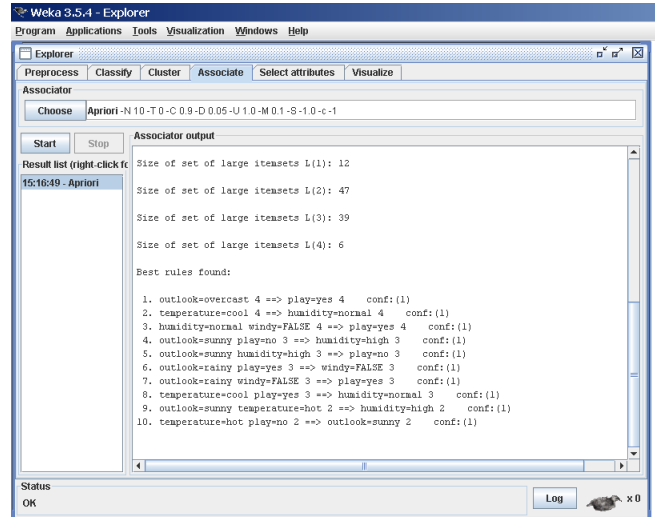 Weka 3.5.4 - Explorer
Program Applications Tools Visualization Windows Help
Explorer
Preprocess Classify Cluster Associate Select attributes Visualize
Associator
Choose Apriori -N 10 -T 0 -C 0.9 -D 0.05 -U 1.0 -M 0.1 -S -1.0 -c -1
Start Stop
Result list (right-click fo
15:16:49 - Apriori
Associator output
Size of set of large itemsets L(1): 12
Size of set of large itemsets L(2): 47
Size of set of large itemsets L(3): 39
Size of set of large itemsets L(4): 6
Best rules found:
1. outlook=overcast 4 ==> play=yes 4 conf:(1)
2. temperature=cool 4 ==> humidity=normal 4 conf:(1)
3. humidity=normal windy=FALSE 4 ==> play=yes 4 conf:(1)
4. outlook=sunny play=no 3 ==> humidity=high 3 conf:(1)
5. outlook=sunny humidity=high 3 ==> play=no 3 conf:(1)
6. outlook=rainy play=yes 3 ==> windy=FALSE 3 conf:(1)
7. outlook=rainy windy=FALSE 3 ==> play=yes 3 conf:(1)
8. temperature=cool play=yes 3 ==> humidity=normal 3 conf:(1)
9. outlook=sunny temperature=hot 2 ==> humidity=high 2 conf:(1)
10. temperature=hot play=no 2 ==> outlook=sunny 2 conf:(1)
Status
OK
Log
x 0